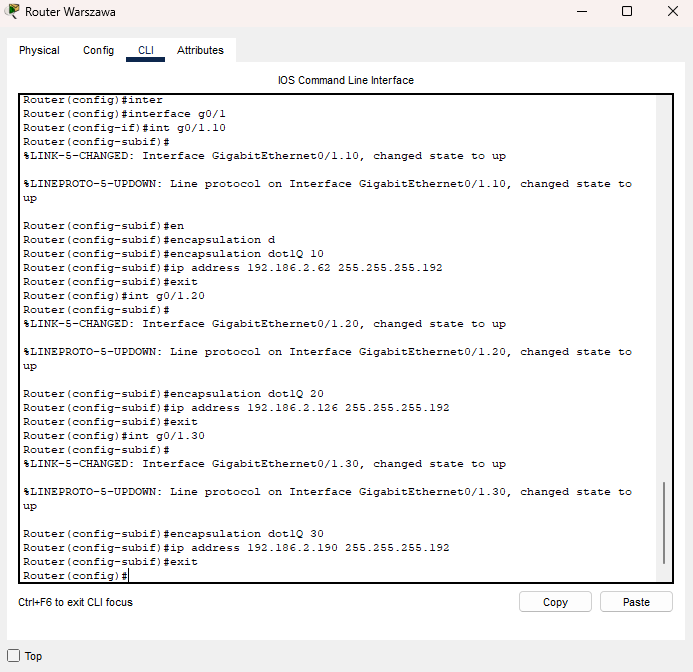 Router Warszawa
Physical Config CLI Attributes
IOS Command Line Interface
Router(config)#inter
Router(config)#interface g0/1
Router(config-if)#int g0/1.10
Router(config-subif)#
%LINK-5-CHANGED: Interface GigabitEthernet0/1.10, changed state to up
%LINEPROTO-5-UPDOWN: Line protocol on Interface GigabitEthernet0/1.10, changed state to
up
Router(config-subif)#en
Router(config-subif)#encapsulation d
Router(config-subif)#encapsulation dot1Q 10
Router(config-subif)#ip address 192.186.2.62 255.255.255.192
Router(config-subif)#exit
Router(config)#int g0/1.20
Router(config-subif)#
%LINK-5-CHANGED: Interface GigabitEthernet0/1.20, changed state to up
%LINEPROTO-5-UPDOWN: Line protocol on Interface GigabitEthernet0/1.20, changed state to
up
Router(config-subif)#encapsulation dot1Q 20
Router(config-subif)#ip address 192.186.2.126 255.255.255.192
Router(config-subif)#exit
Router(config)#int g0/1.30
Router(config-subif)#
%LINK-5-CHANGED: Interface GigabitEthernet0/1.30, changed state to up
%LINEPROTO-5-UPDOWN: Line protocol on Interface GigabitEthernet0/1.30, changed state to
up
Router(config-subif)#encapsulation dot1Q 30
Router(config-subif)#ip address 192.186.2.190 255.255.255.192
Router(config-subif)#exit
Router(config)#
Ctrl+F6 to exit CLI focus
Copy Paste
Top